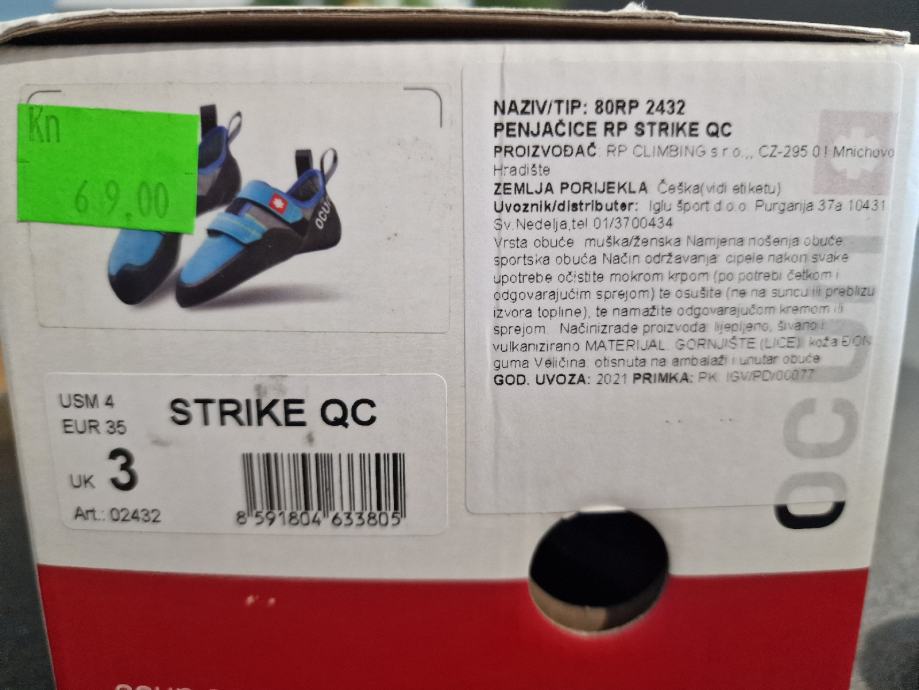 Kn
689,00
OCÚN
NAZIV/TIP: 80RP 2432
PENJAČICE RP STRIKE QC
PROIZVOĐAČ: RP CLIMBING s.r.o.,, CZ-295 01 Mnichovo
Hradište
ZEMLJA PORIJEKLA Češka(vidi etiketu)
Uvoznik/distributer: Iglu šport d.o.o. Purgarija 37a 10431
Sv.Nedelja,tel 01/3700434
Vrsta obuće muška/ženska Namjena nošenja obuće
sportska obuća Način održavanja: cipele nakon svake
upotrebe očistite mokrom krpom (po potrebi četkom i
odgovarajućim sprejom) te osušite (ne na suncu ili preblizu
izvora topline), te namažite odgovarajućom kremom ili
sprejom. Načinizrade proizvoda: lijepljeno, šivano i
vulkanizirano MATERIJAL: GORNJIŠTE (LICE): koža ĐON:
guma Veličina: otisnuta na ambalaži i unutar obuće
GOD. UVOZA: 2021 PRIMKA: PK IGV/PD/00077
USM 4
EUR 35
UK 3
STRIKE QC
Art.: 02432
8 591804 633805
OCÚN